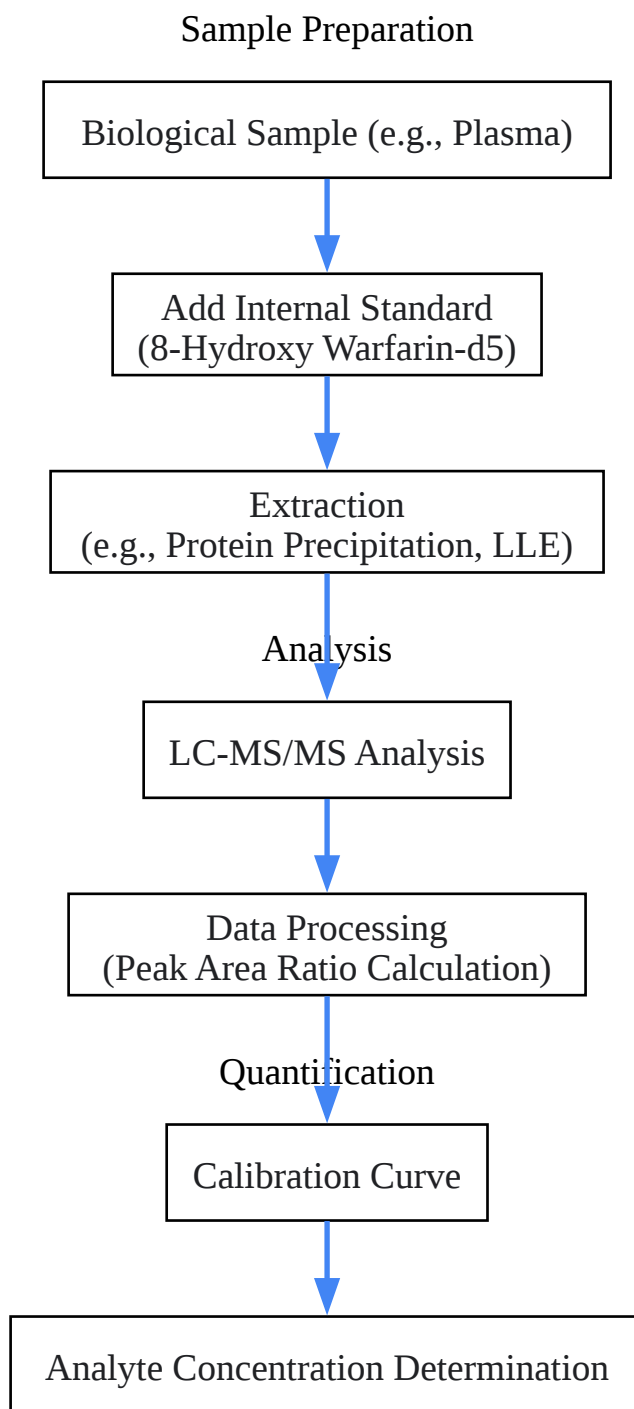 Sample Preparation
Biological Sample (e.g., Plasma)
Add Internal Standard
(8-Hydroxy Warfarin-d5)
Extraction
(e.g., Protein Precipitation, LLE)
Analysis
LC-MS/MS Analysis
Data Processing
(Peak Area Ratio Calculation)
Quantification
Calibration Curve
Analyte Concentration Determination